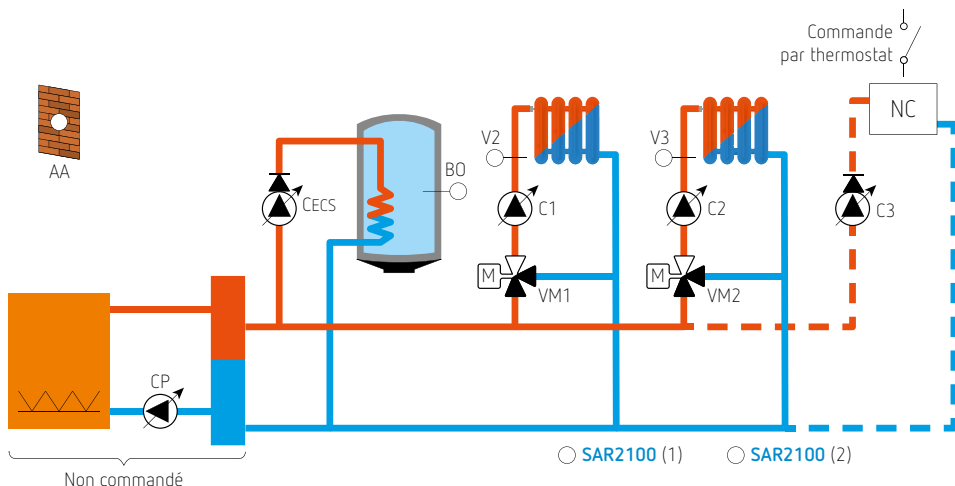 Commande
par thermostat
NC
AA
V2
V3
BO
CECS
C1
C2
C3
M
VM1
M
VM2
CP
SAR2100 (1)
SAR2100 (2)
Non commandé